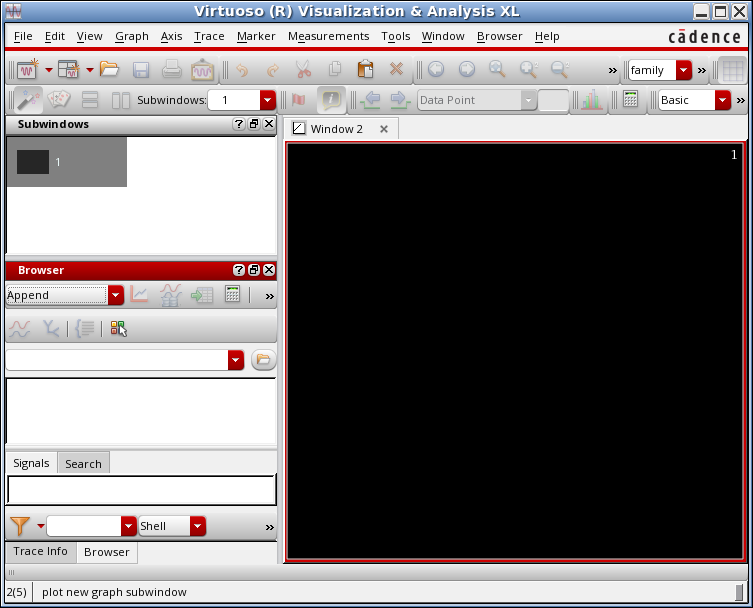 Virtuoso (R) Visualization & Analysis XL
File Edit View Graph Axis Trace Marker Measurements Tools Window Browser Help
cādence
family
Subwindows: 1
Data Point
Basic
Subwindows
1
Window 2
1
Browser
Append
Signals Search
Shell
Trace Info Browser
2(5) plot new graph subwindow